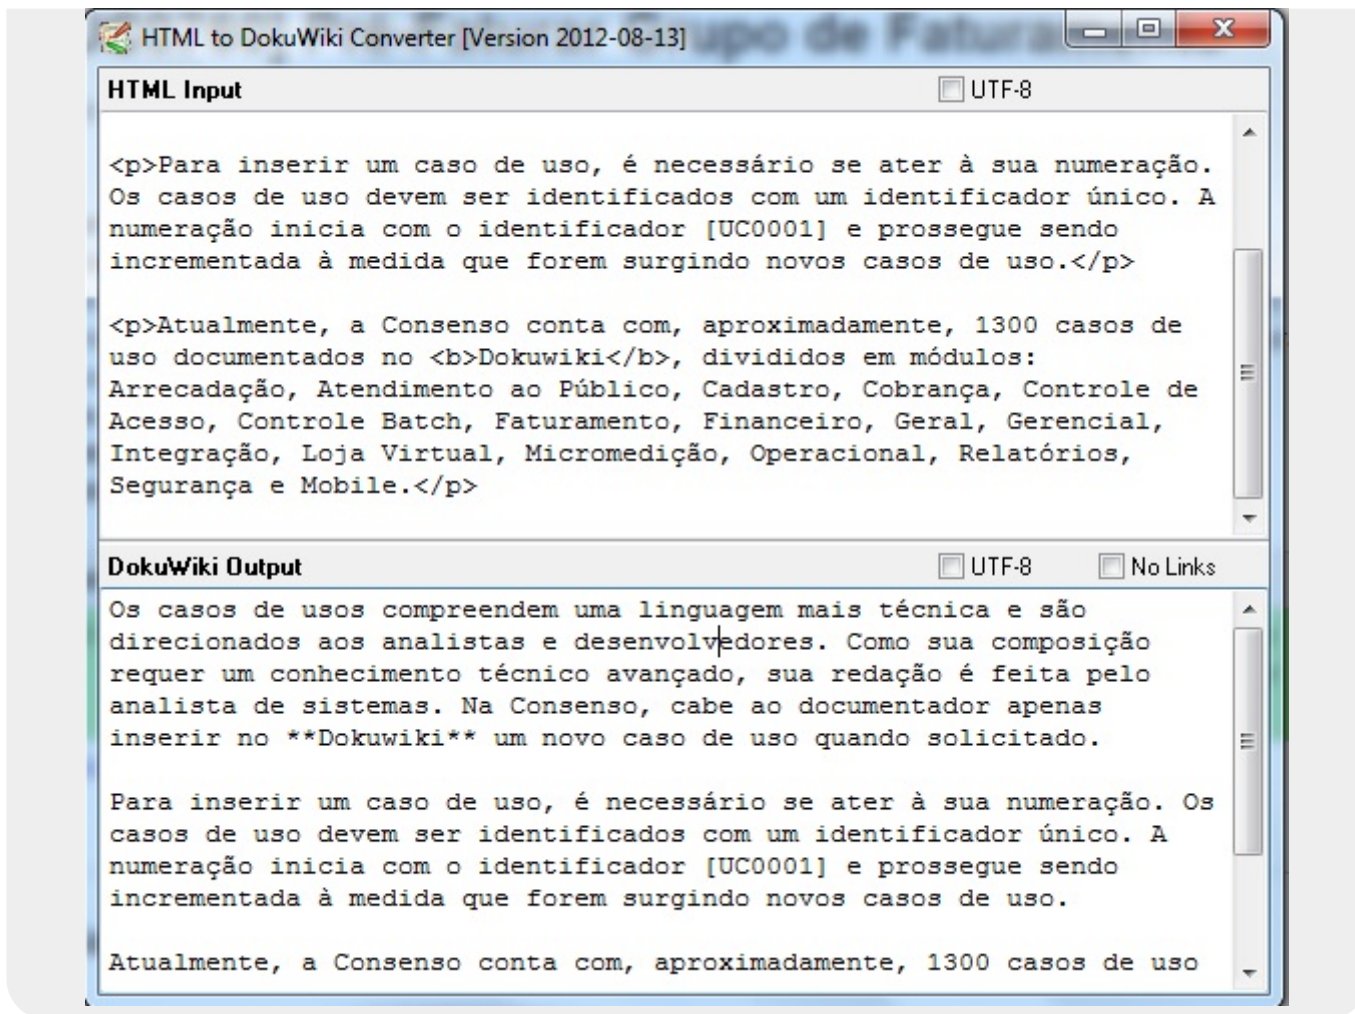 HTML to DokuWiki Converter [Version 2012-08-13]
HTML Input
UTF-8
<p>Para inserir um caso de uso, é necessário se ater à sua numeração.
Os casos de uso devem ser identificados com um identificador único. A
numeração inicia com o identificador [UC0001] e prossegue sendo
incrementada à medida que forem surgindo novos casos de uso.</p>
<p>Atualmente, a Consenso conta com, aproximadamente, 1300 casos de
uso documentados no <b>Dokuwiki</b>, divididos em módulos:
Arrecadação, Atendimento ao Público, Cadastro, Cobrança, Controle de
Acesso, Controle Batch, Faturamento, Financeiro, Geral, Gerencial,
Integração, Loja Virtual, Micromedição, Operacional, Relatórios,
Segurança e Mobile.</p>
DokuWiki Output
UTF-8
No Links
Os casos de usos compreendem uma linguagem mais técnica e são
direcionados aos analistas e desenvolvedores. Como sua composição
requer um conhecimento técnico avançado, sua redação é feita pelo
analista de sistemas. Na Consenso, cabe ao documentador apenas
inserir no **Dokuwiki** um novo caso de uso quando solicitado.
Para inserir um caso de uso, é necessário se ater à sua numeração. Os
casos de uso devem ser identificados com um identificador único. A
numeração inicia com o identificador [UC0001] e prossegue sendo
incrementada à medida que forem surgindo novos casos de uso.
Atualmente, a Consenso conta com, aproximadamente, 1300 casos de uso